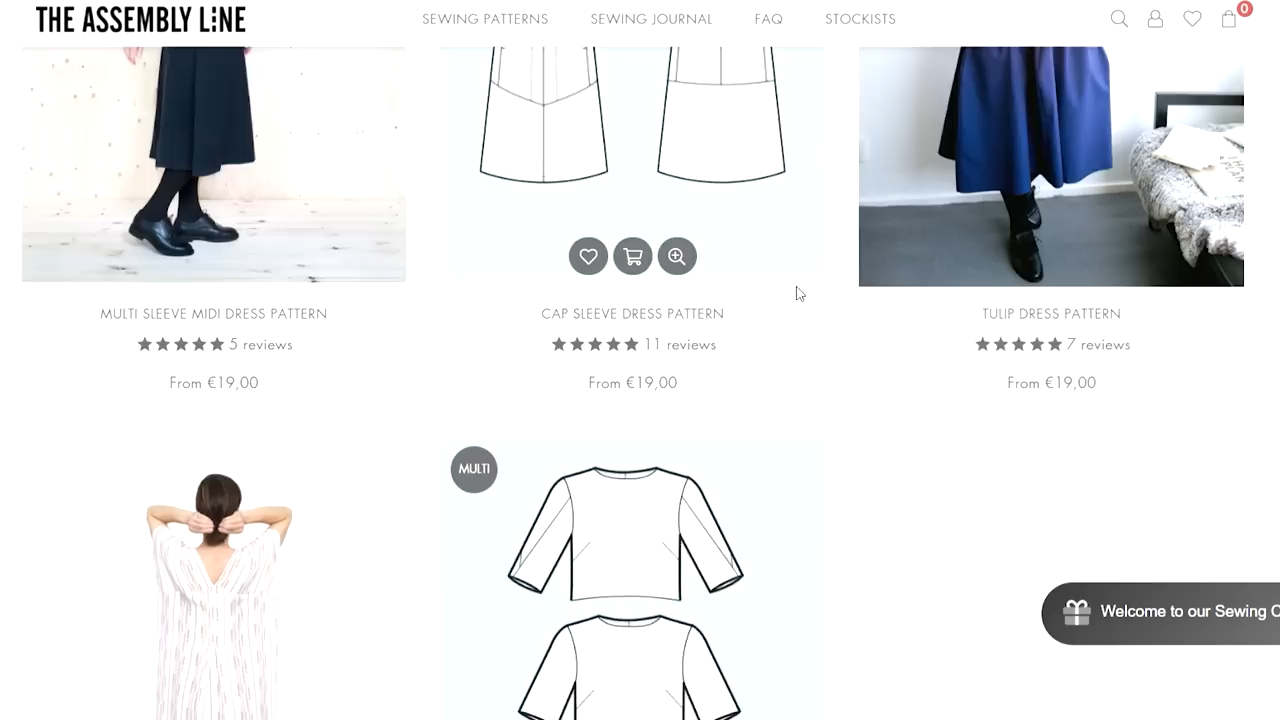 THE ASSEMBLY LINE
SEWING PATTERNS
SEWING JOURNAL
FAQ
STOCKISTS
0
MULTI SLEEVE MIDI DRESS PATTERN
5 reviews
From €19,00
CAP SLEEVE DRESS PATTERN
11 reviews
From €19,00
TULIP DRESS PATTERN
7 reviews
From €19,00
MULTI
Welcome to our Sewing C